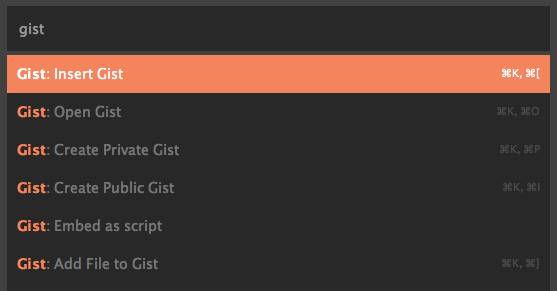 gist
Gist: Insert Gist ⌘K, ⌘[
Gist: Open Gist ⌘K, ⌘O
Gist: Create Private Gist ⌘K, ⌘P
Gist: Create Public Gist ⌘K, ⌘I
Gist: Embed as script
Gist: Add File to Gist ⌘K, ⌘]